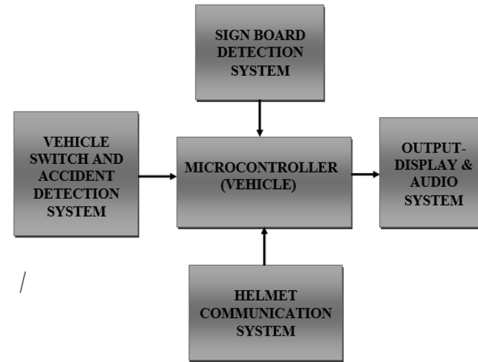 SIGN BOARD
DETECTION
SYSTEM
VEHICLE
SWITCH AND
ACCIDENT
DETECTION
SYSTEM
MICROCONTROLLER
(VEHICLE)
OUTPUT-
DISPLAY &
AUDIO
SYSTEM
/
HELMET
COMMUNICATION
SYSTEM